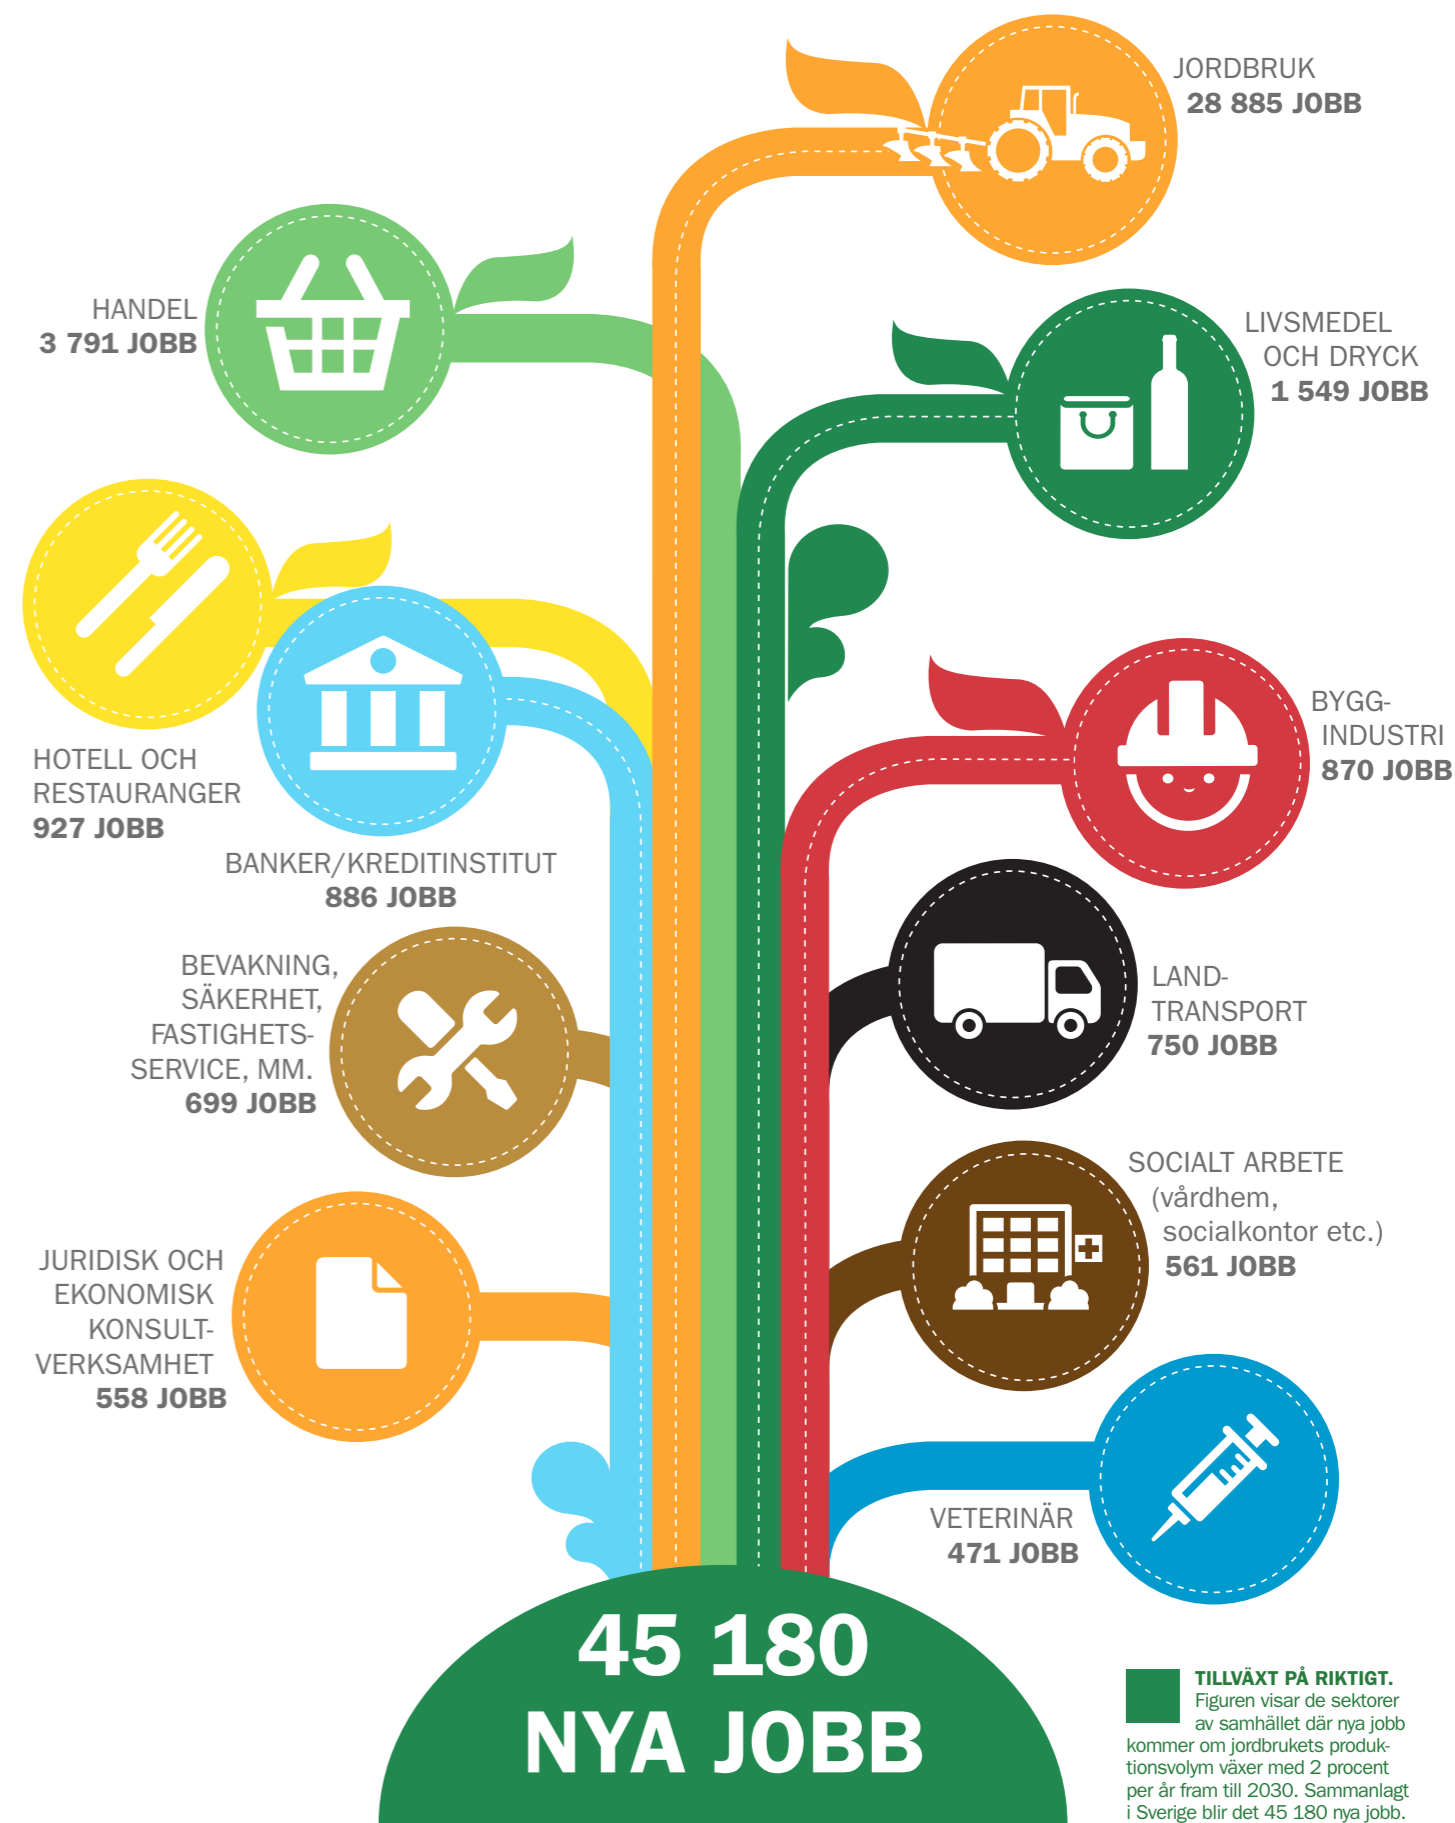 JORDBRUK
28 885 JOBB
HANDEL
3 791 JOBB
LIVSMEDEL
OCH DRYCK
1 549 JOBB
HOTELL OCH
RESTAURANGER
927 JOBB
BANKER/KREDITINSTITUT
886 JOBB
BYGG-
INDUSTRI
870 JOBB
BEVAKNING,
SÄKERHET,
FASTIGHETS-
SERVICE, MM.
699 JOBB
LAND-
TRANSPORT
750 JOBB
SOCIALT ARBETE
(vårdhem,
socialkontor etc.)
561 JOBB
JURIDISK OCH
EKONOMISK
KONSULT-
VERKSAMHET
558 JOBB
VETERINÄR
471 JOBB
45 180
NYA JOBB
TILLVÄXT PÅ RIKTIGT.
Figuren visar de sektorer
av samhället där nya jobb
kommer om jordbrukets produk-
tionsvolym växer med 2 procent
per år fram till 2030. Sammanlagt
i Sverige blir det 45 180 nya jobb.